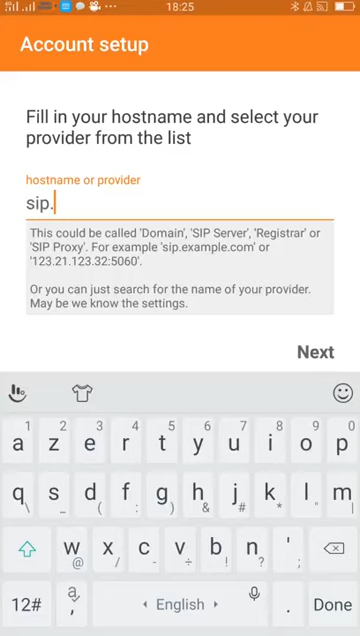 18:25
Account setup
Fill in your hostname and select your
provider from the list
hostname or provider
sip.
This could be called 'Domain', 'SIP Server', 'Registrar' or
'SIP Proxy'. For example 'sip.example.com' or
'123.21.123.32:5060'.
Or you can just search for the name of your provider.
May be we know the settings.
Next
1 2 3 4 5 6 7 8 9 0
a z e r t y u i o p
q s d f g h j k l m
\ _ ( : ) & # * " |
w x c v b n '
@ / - ÷ ! ? ;
12# , English . Done